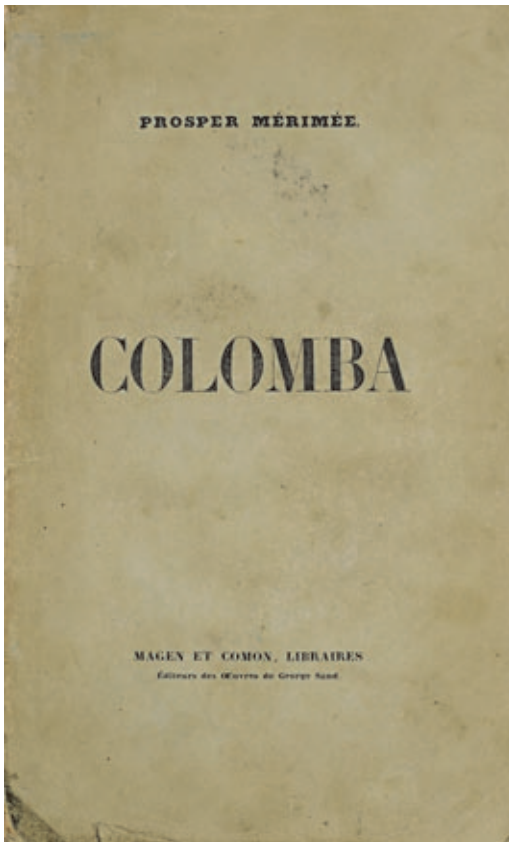 PROSPER MÉRIMÉE.
COLOMBA
MAGEN ET COMON, LIBRAIRES
Éditeurs des Œuvres de George Sand